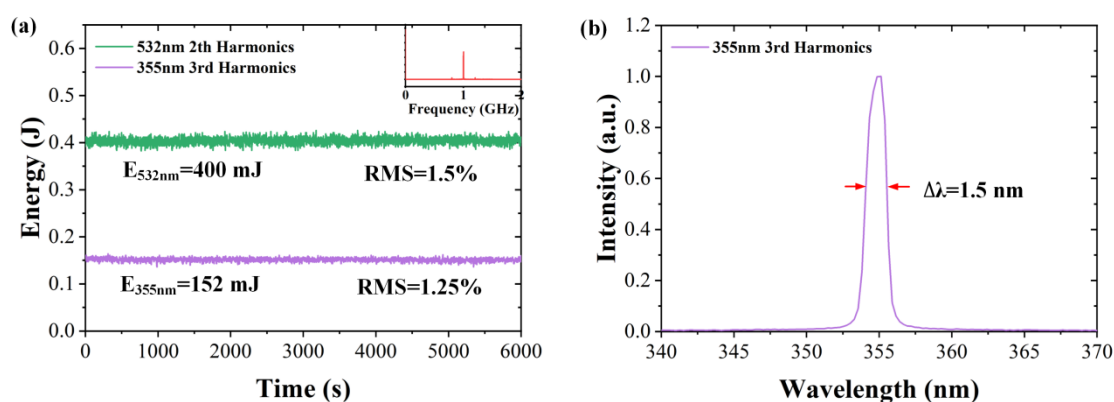 (a)
532nm 2th Harmonics
355nm 3rd Harmonics
0 1 2
Frequency (GHz)
0.6
0.5
0.4
0.3
0.2
0.1
0.0
Energy (J)
E532nm=400 mJ RMS=1.5%
E355nm=152 mJ RMS=1.25%
0 1000 2000 3000 4000 5000 6000
Time (s)
(b)
355nm 3rd Harmonics
1.0
0.8
0.6
0.4
0.2
0.0
Intensity (a.u.)
Δλ=1.5 nm
340 345 350 355 360 365 370
Wavelength (nm)